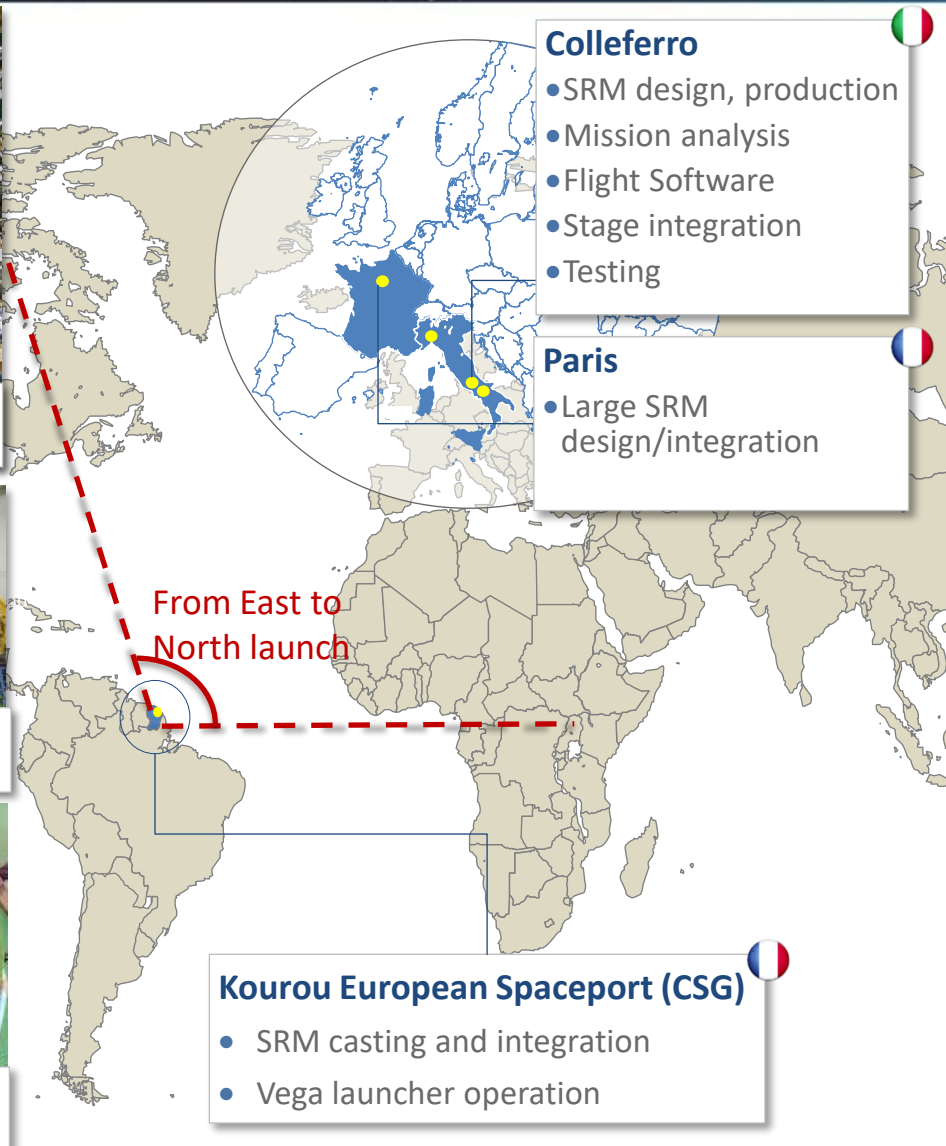 Colleferro
•SRM design, production
•Mission analysis
•Flight Software
•Stage integration
•Testing
Paris
•Large SRM
design/integration
From East to
North launch
Kourou European Spaceport (CSG)
• SRM casting and integration
• Vega launcher operation